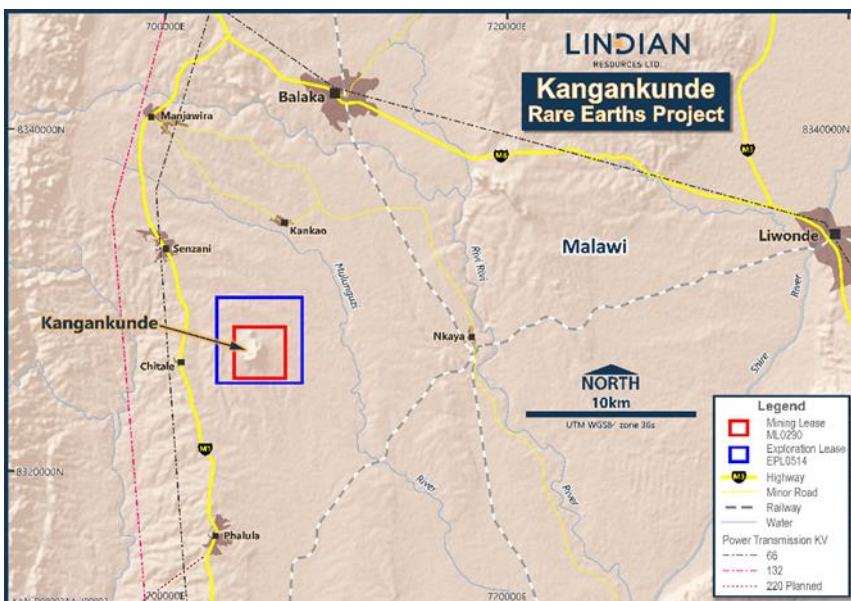 700000E
720000E
LINDIAN
RESOURCES LTD.
Kangankunde
Rare Earths Project
Balaka
Manjawira
8340000N
8340000N
M8
M3
Kankao
Senzani
Malawi
Liwonde
Rivi Rivi
River
Mulunguzi
Kangankunde
Nkaya
Chitale
Shire
NORTH
10km
UTM WGS84 zone 36s
M1
8320000N
River
River
Phalula
700000E
720000E
Legend
Mining Lease
ML0290
Exploration Lease
EPL0514
M3
Highway
Minor Road
Railway
Water
Power Transmission KV
66
132
220 Planned